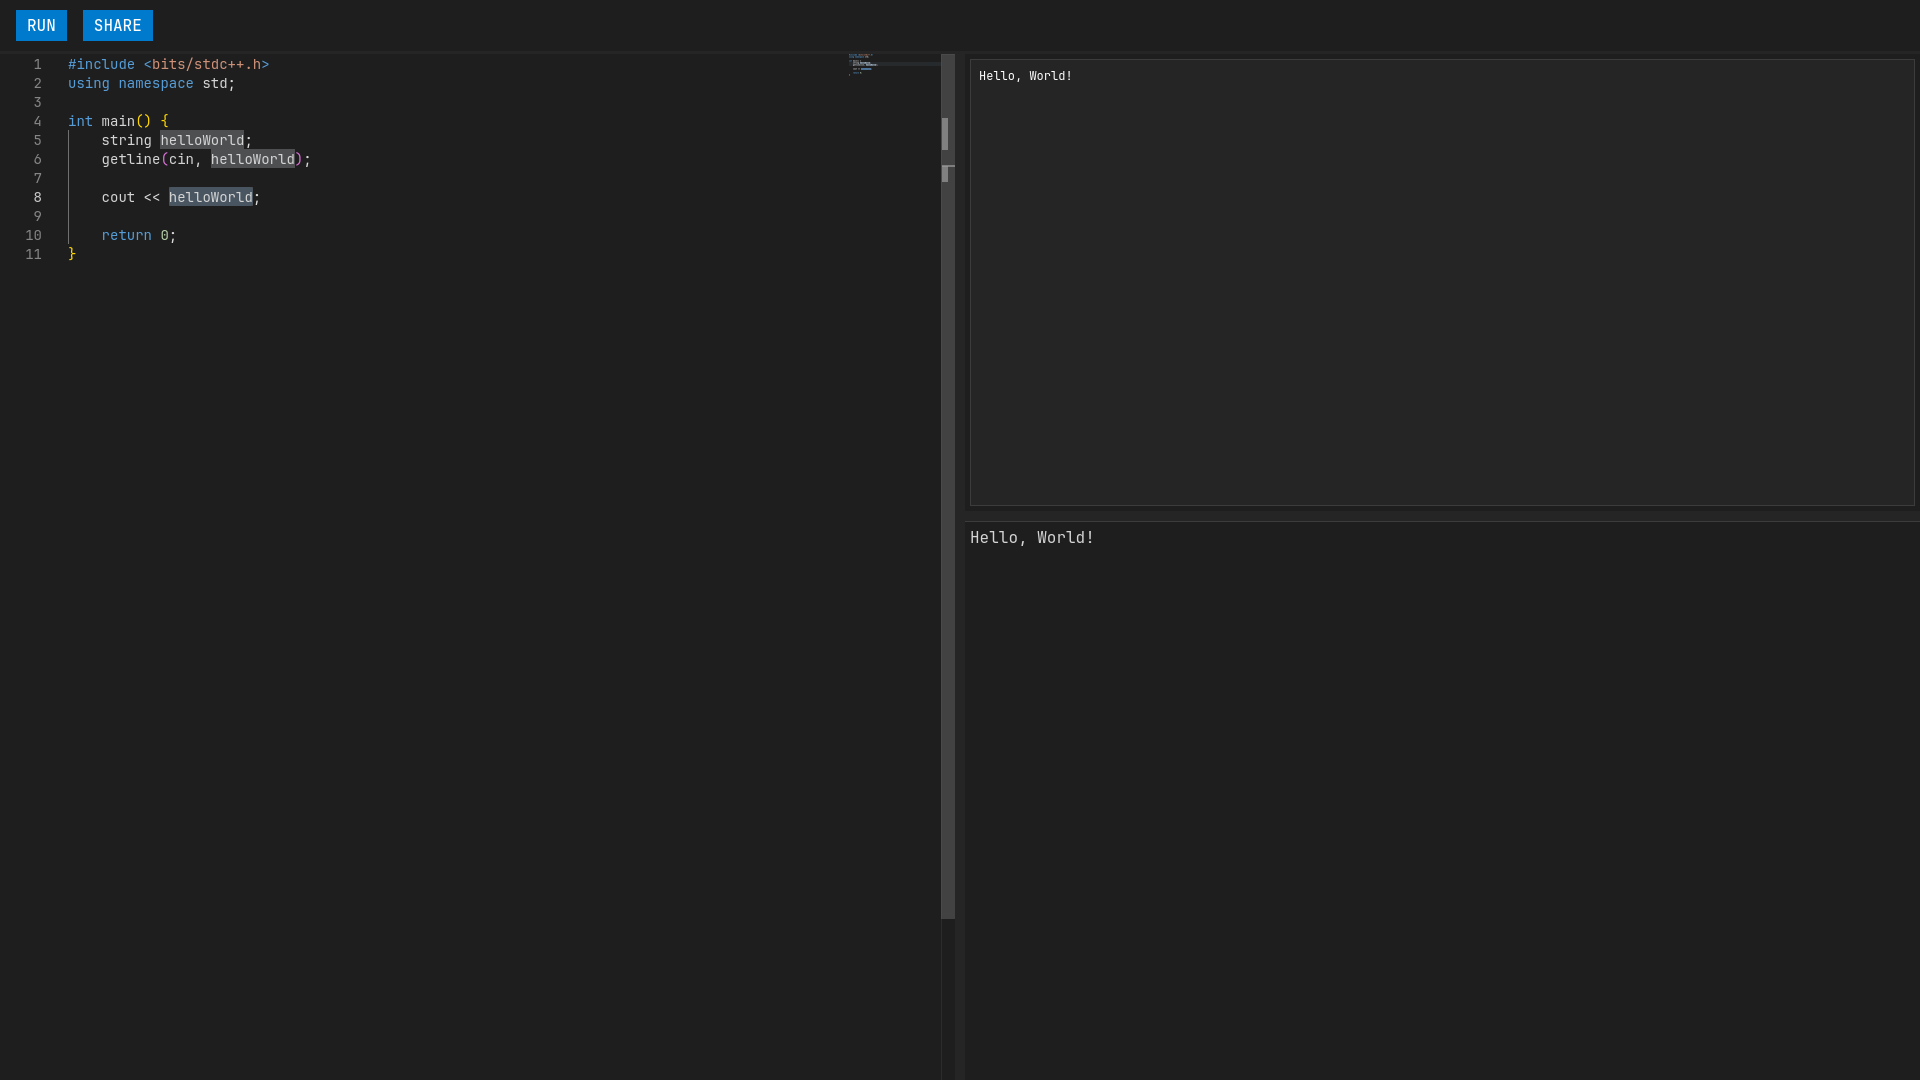 RUN SHARE
1 #include <bits/stdc++.h>
2 using namespace std;
3
4 int main() {
5     string helloWorld;
6     getline(cin, helloWorld);
7
8     cout << helloWorld;
9
10     return 0;
11 }
Hello, World!
Hello, World!